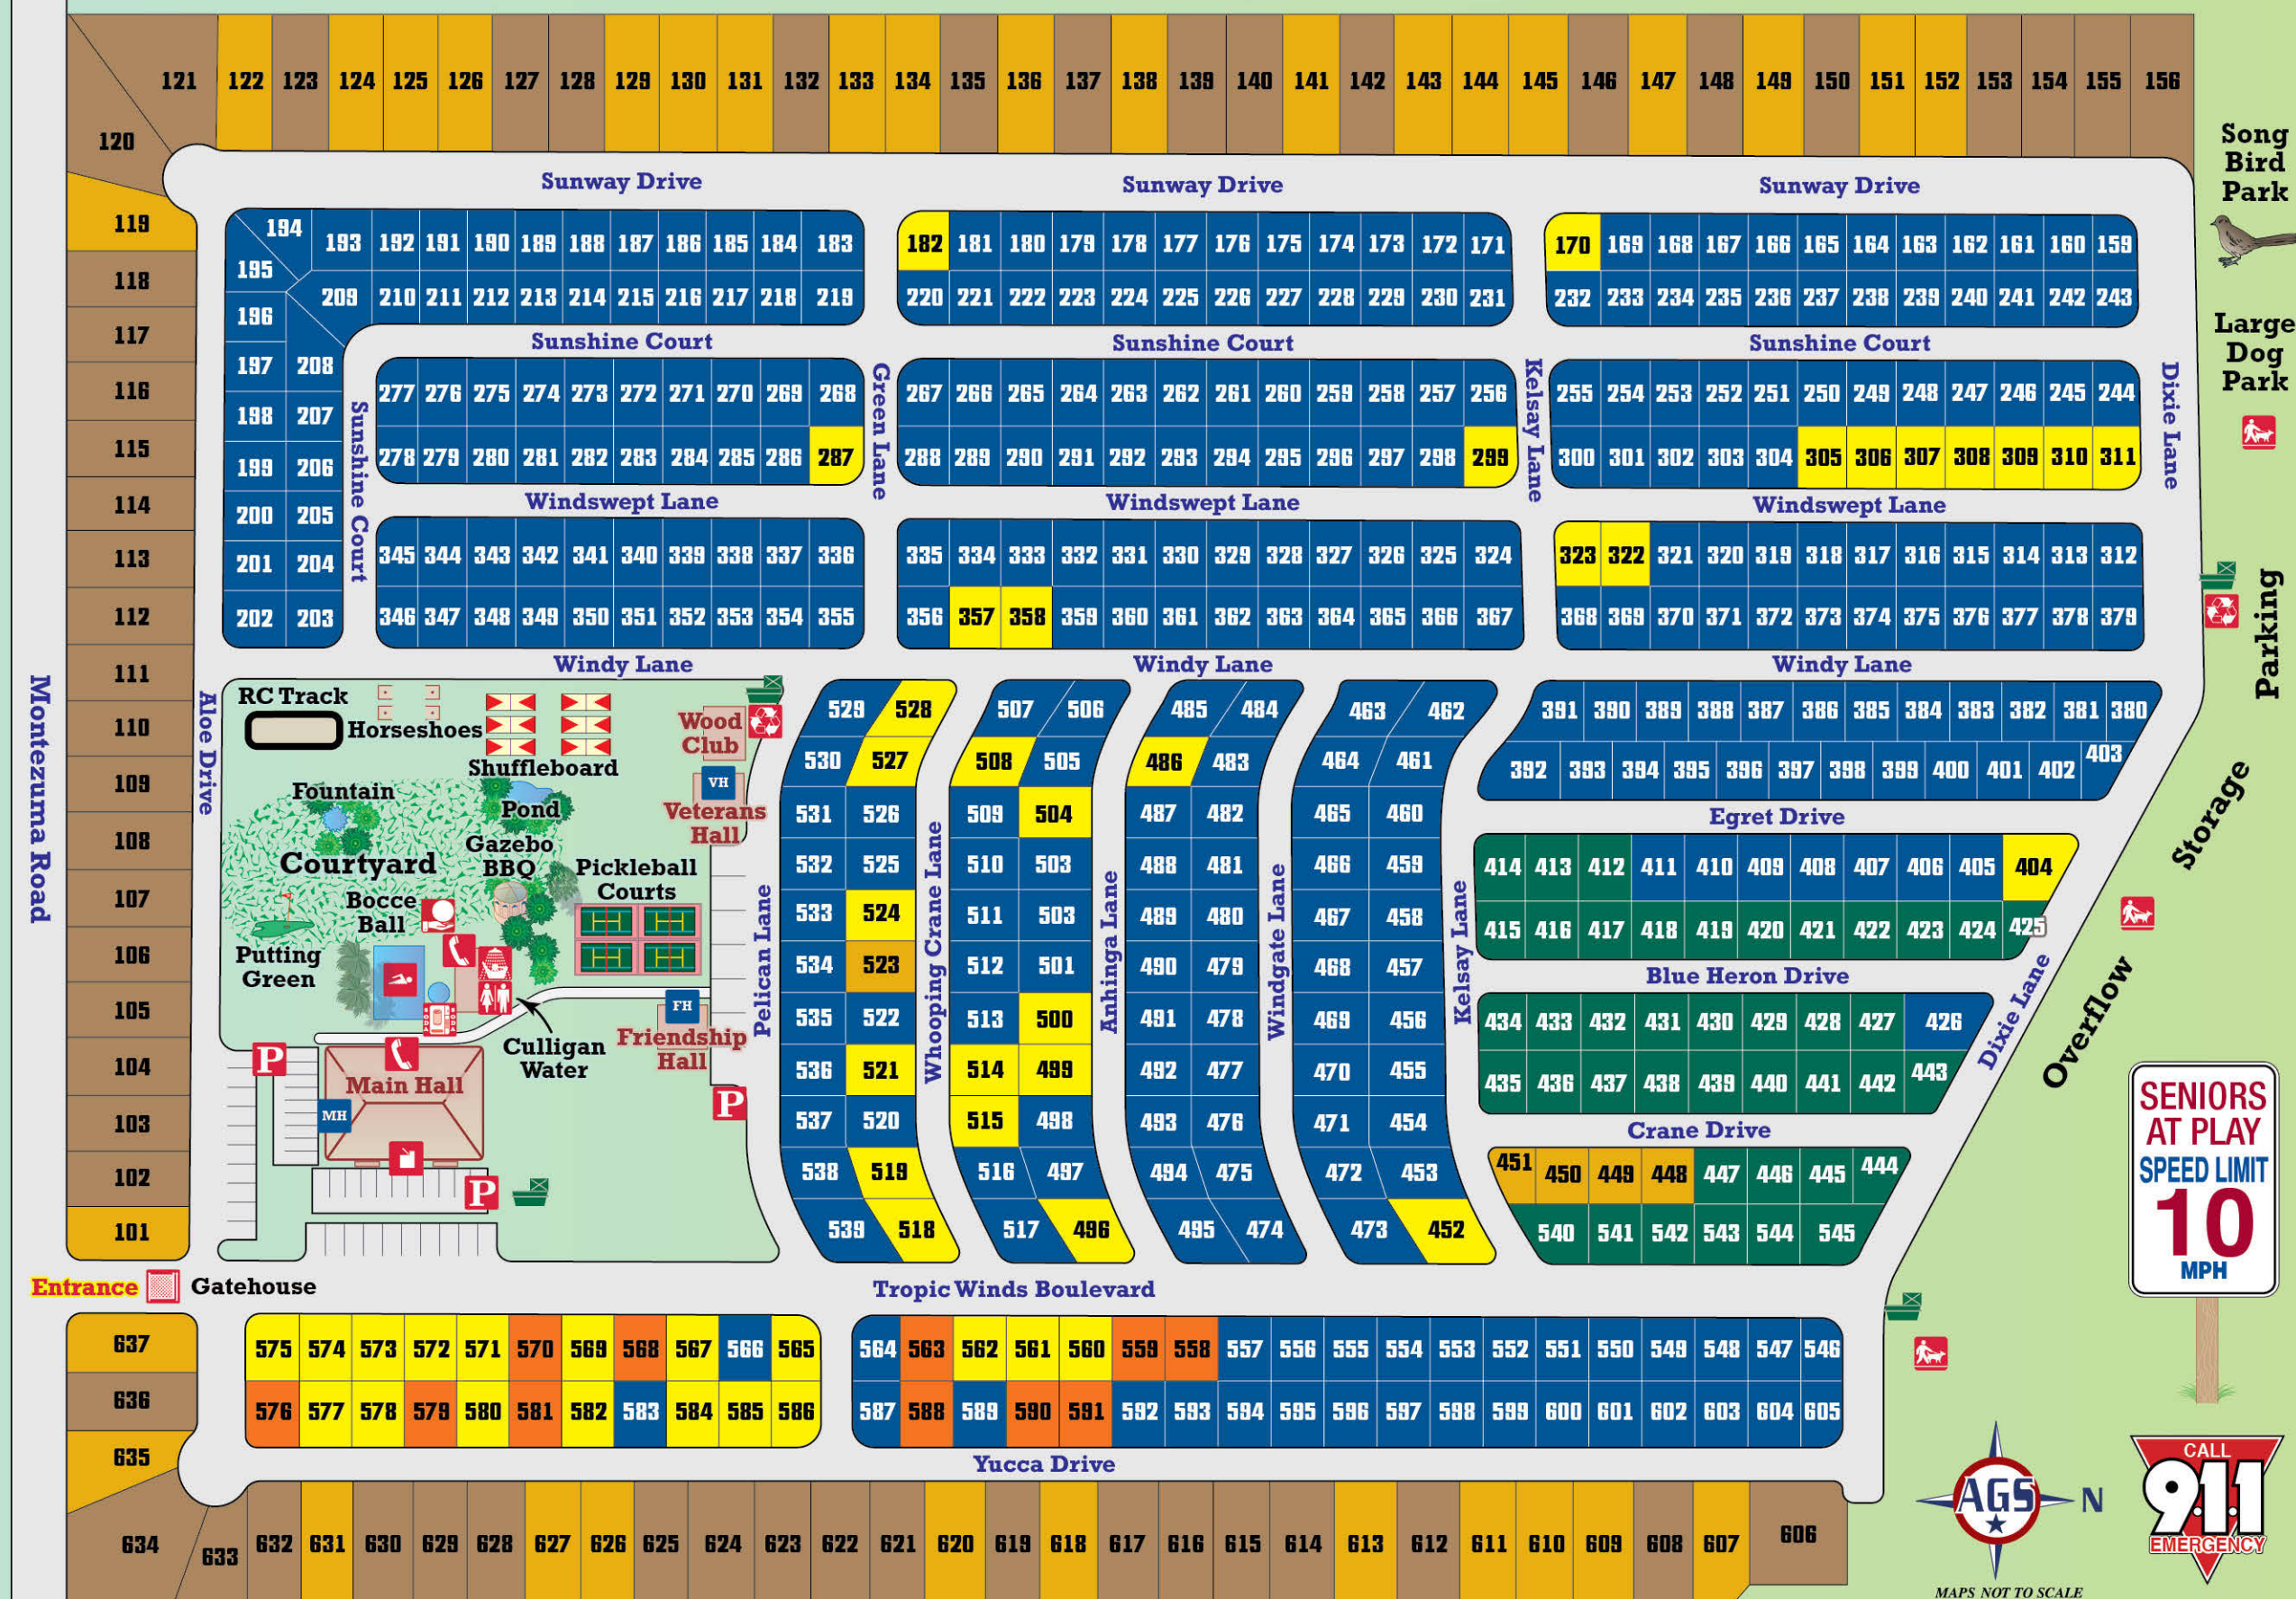 121 122 123 124 125 126 127 128 129 130 131 132 133 134 135 136 137 138 139 140 141 142 143 144 145 146 147 148 149 150 151 152 153 154 155 156
120
Song
Bird
Park
Sunway Drive Sunway Drive Sunway Drive
119
118
117
116
115
114
113
112
111
110
109
108
107
106
105
104
103
102
101
Montezuma Road
Aloe Drive
194
195
193 192 191 190 189 188 187 186 185 184 183
182 181 180 179 178 177 176 175 174 173 172 171
170 169 168 167 166 165 164 163 162 161 160 159
209 210 211 212 213 214 215 216 217 218 219
220 221 222 223 224 225 226 227 228 229 230 231
232 233 234 235 236 237 238 239 240 241 242 243
196
197 208
198 207
199 206
200 205
201 204
202 203
Sunshine Court Sunshine Court Sunshine Court
Large
Dog
Park
Sunshine Court
Green Lane
Kelsay Lane
Dixie Lane
277 276 275 274 273 272 271 270 269 268
267 266 265 264 263 262 261 260 259 258 257 256
255 254 253 252 251 250 249 248 247 246 245 244
278 279 280 281 282 283 284 285 286 287
288 289 290 291 292 293 294 295 296 297 298 299
300 301 302 303 304 305 306 307 308 309 310 311
Windswept Lane Windswept Lane Windswept Lane
345 344 343 342 341 340 339 338 337 336
335 334 333 332 331 330 329 328 327 326 325 324
323 322 321 320 319 318 317 316 315 314 313 312
346 347 348 349 350 351 352 353 354 355
356 357 358 359 360 361 362 363 364 365 366 367
368 369 370 371 372 373 374 375 376 377 378 379
Windy Lane Windy Lane Windy Lane
Parking
Storage
Overflow
RC Track
Horseshoes
Shuffleboard
Wood
Club
VH
Veterans
Hall
Fountain
Pond
Courtyard
Gazebo
BBQ
Pickleball
Courts
Bocce
Ball
Putting
Green
SODA
SODA
Culligan
Water
FH
Friendship
Hall
P
Main Hall
MH
P
P
Pelican Lane
529 528
530 527
531 526
532 525
533 524
534 523
535 522
536 521
537 520
538 519
539 518
Whooping Crane Lane
507 506
508 505
509 504
510 503
511 503
512 501
513 500
514 499
515 498
516 497
517 496
Anhinga Lane
485 484
486 483
487 482
488 481
489 480
490 479
491 478
492 477
493 476
494 475
495 474
Windgate Lane
463 462
464 461
465 460
466 459
467 458
468 457
469 456
470 455
471 454
472 453
473 452
Kelsay Lane
391 390 389 388 387 386 385 384 383 382 381 380
392 393 394 395 396 397 398 399 400 401 402 403
Egret Drive
414 413 412 411 410 409 408 407 406 405 404
415 416 417 418 419 420 421 422 423 424 425
Blue Heron Drive
434 433 432 431 430 429 428 427 426
435 436 437 438 439 440 441 442 443
Dixie Lane
Crane Drive
451 450 449 448 447 446 445 444
540 541 542 543 544 545
SENIORS
AT PLAY
SPEED LIMIT
10
MPH
Entrance
Gatehouse
Tropic Winds Boulevard
637
636
635
634
633
575 574 573 572 571 570 569 568 567 566 565
564 563 562 561 560 559 558 557 556 555 554 553 552 551 550 549 548 547 546
576 577 578 579 580 581 582 583 584 585 586
587 588 589 590 591 592 593 594 595 596 597 598 599 600 601 602 603 604 605
Yucca Drive
632 631 630 629 628 627 626 625 624 623 622 621 620 619 618 617 616 615 614 613 612 611 610 609 608 607 606
AGS
N
CALL
911
EMERGENCY
MAPS NOT TO SCALE